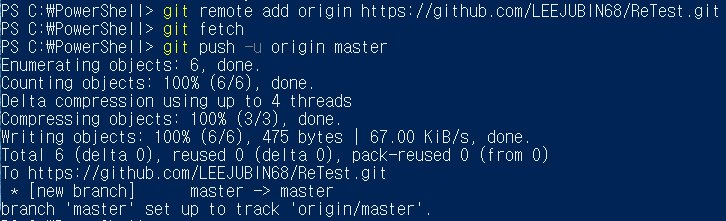 PS C:₩PowerShell> git remote add origin https://github.com/LEEJUBIN68/ReTest.git
PS C:₩PowerShell> git fetch
PS C:₩PowerShell> git push -u origin master
Enumerating objects: 6, done.
Counting objects: 100% (6/6), done.
Delta compression using up to 4 threads
Compressing objects: 100% (3/3), done.
Writing objects: 100% (6/6), 475 bytes | 67.00 KiB/s, done.
Total 6 (delta 0), reused 0 (delta 0), pack-reused 0 (from 0)
To https://github.com/LEEJUBIN68/ReTest.git
 * [new branch]      master -> master
branch 'master' set up to track 'origin/master'.